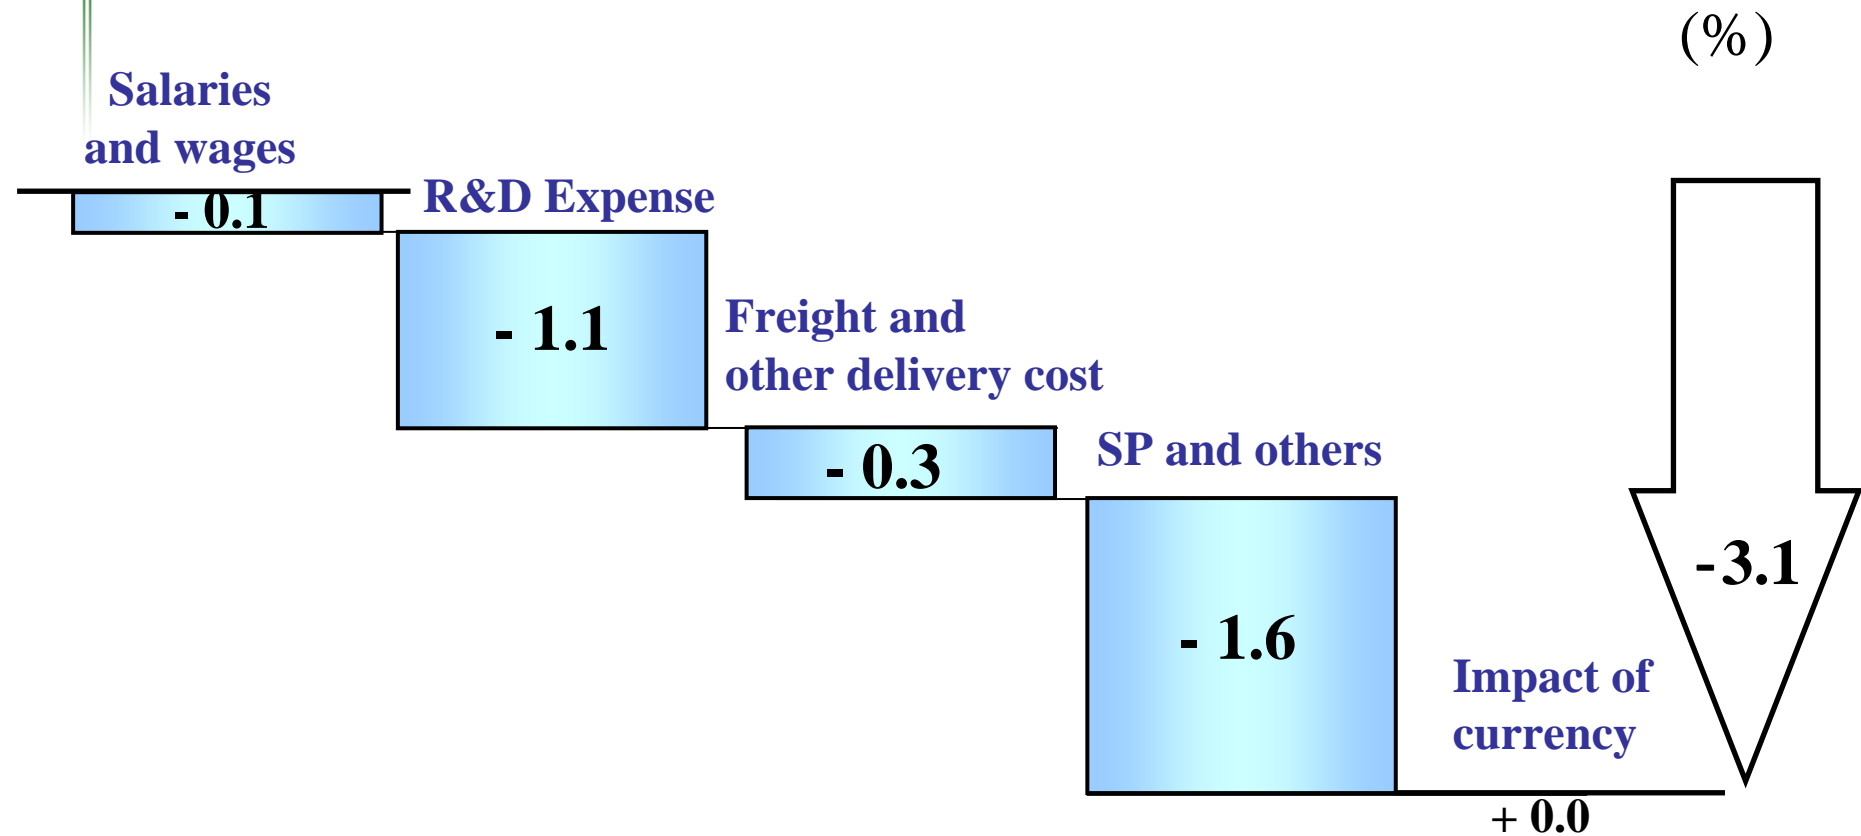 (%)
Salaries
and wages
- 0.1
R&D Expense
- 1.1
Freight and
other delivery cost
- 0.3
SP and others
- 1.6
-3.1
Impact of
currency
+ 0.0